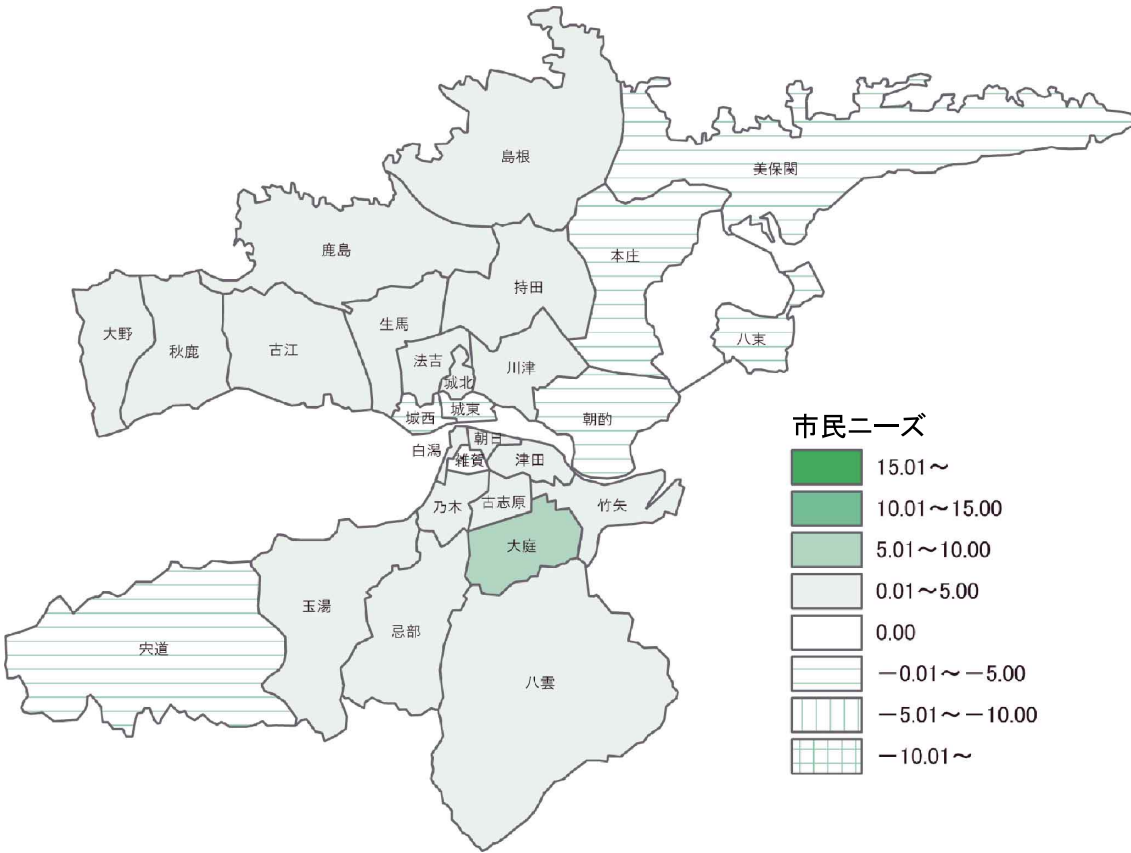 島根
美保関
鹿島
本庄
持田
大野
秋鹿
古江
生馬
八束
法吉
川津
城北
城西
城東
朝酌
白潟
朝日
雑賀
津田
乃木
古志原
竹矢
大庭
玉湯
忌部
宍道
八雲
市民ニーズ
15.01～
10.01～15.00
5.01～10.00
0.01～5.00
0.00
－0.01～－5.00
－5.01～－10.00
－10.01～